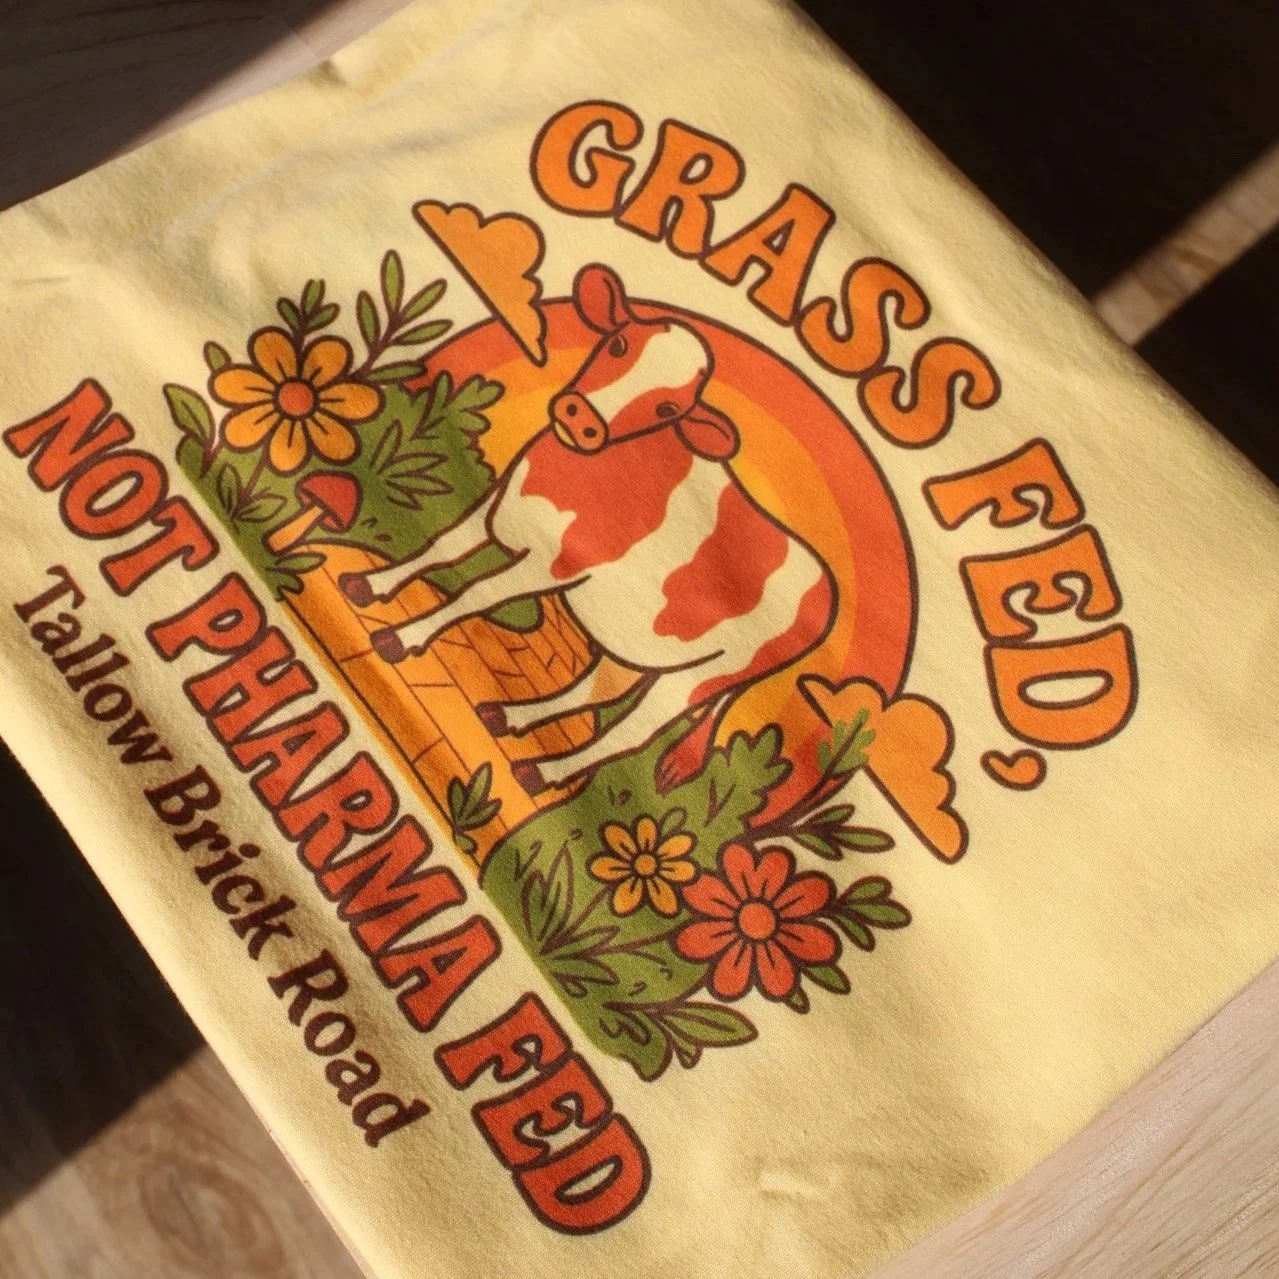 GRASS FED,
NOT PHARMA FED
Tallow Brick Road